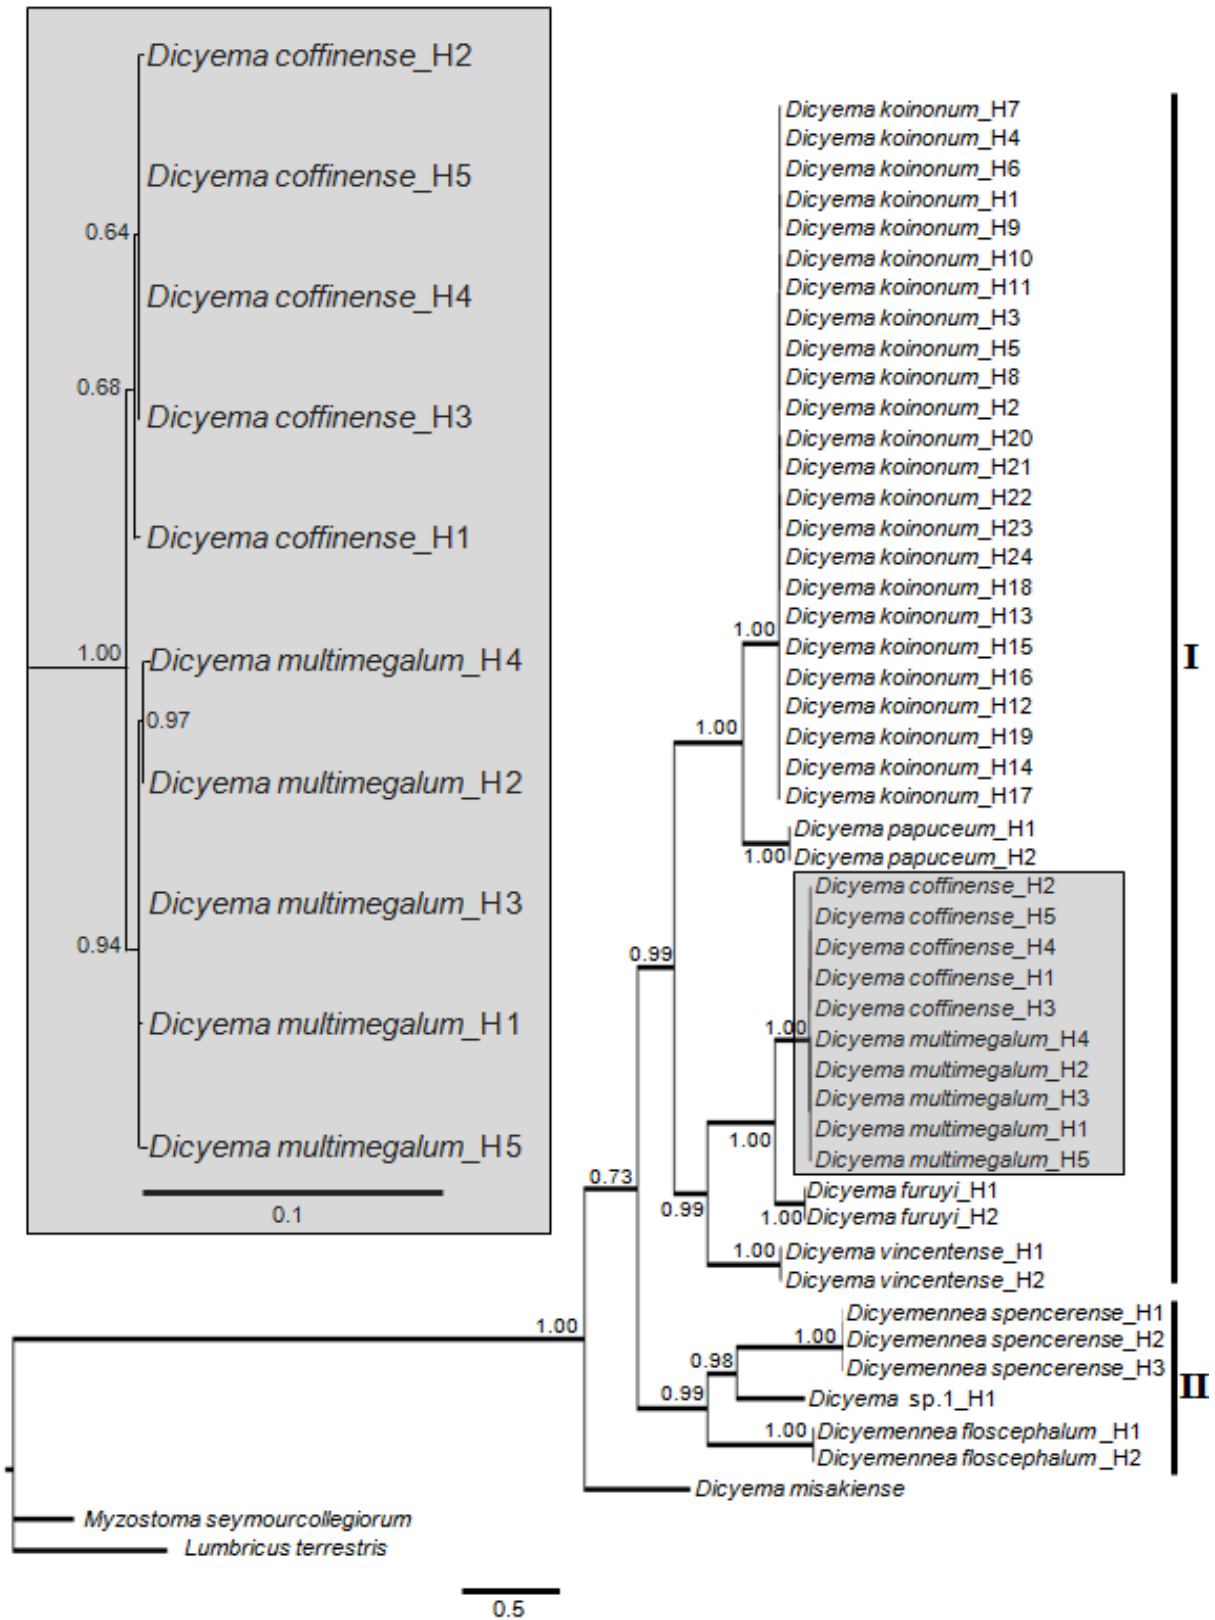 Dicyema coffinense_H2
Dicyema coffinense_H5
0.64
Dicyema coffinense_H4
0.68
Dicyema coffinense_H3
Dicyema coffinense_H1
1.00
Dicyema multimegalum_H4
0.97
Dicyema multimegalum_H2
Dicyema multimegalum_H3
0.94
Dicyema multimegalum_H1
Dicyema multimegalum_H5
0.1
Dicyema koinonum_H7
Dicyema koinonum_H4
Dicyema koinonum_H6
Dicyema koinonum_H1
Dicyema koinonum_H9
Dicyema koinonum_H10
Dicyema koinonum_H11
Dicyema koinonum_H3
Dicyema koinonum_H5
Dicyema koinonum_H8
Dicyema koinonum_H2
Dicyema koinonum_H20
Dicyema koinonum_H21
Dicyema koinonum_H22
Dicyema koinonum_H23
Dicyema koinonum_H24
Dicyema koinonum_H18
Dicyema koinonum_H13
1.00
Dicyema koinonum_H15
I
Dicyema koinonum_H16
Dicyema koinonum_H12
1.00
Dicyema koinonum_H19
Dicyema koinonum_H14
Dicyema koinonum_H17
Dicyema papuceum_H1
1.00
Dicyema papuceum_H2
Dicyema coffinense_H2
Dicyema coffinense_H5
Dicyema coffinense_H4
0.99
Dicyema coffinense_H1
Dicyema coffinense_H3
1.00
Dicyema multimegalum_H4
Dicyema multimegalum_H2
Dicyema multimegalum_H3
Dicyema multimegalum_H1
1.00
Dicyema multimegalum_H5
0.73
Dicyema furuyi_H1
0.99
1.00
Dicyema furuyi_H2
1.00
Dicyema vincentense_H1
Dicyema vincentense_H2
Dicyemennea spencerense_H1
1.00
1.00
Dicyemennea spencerense_H2
0.98
Dicyemennea spencerense_H3
0.99
Dicyema sp.1_H1
II
1.00
Dicyemennea floscephalum _H1
Dicyemennea floscephalum _H2
Dicyema misakiense
Myzostoma seymourcollegiorum
Lumbricus terrestris
0.5